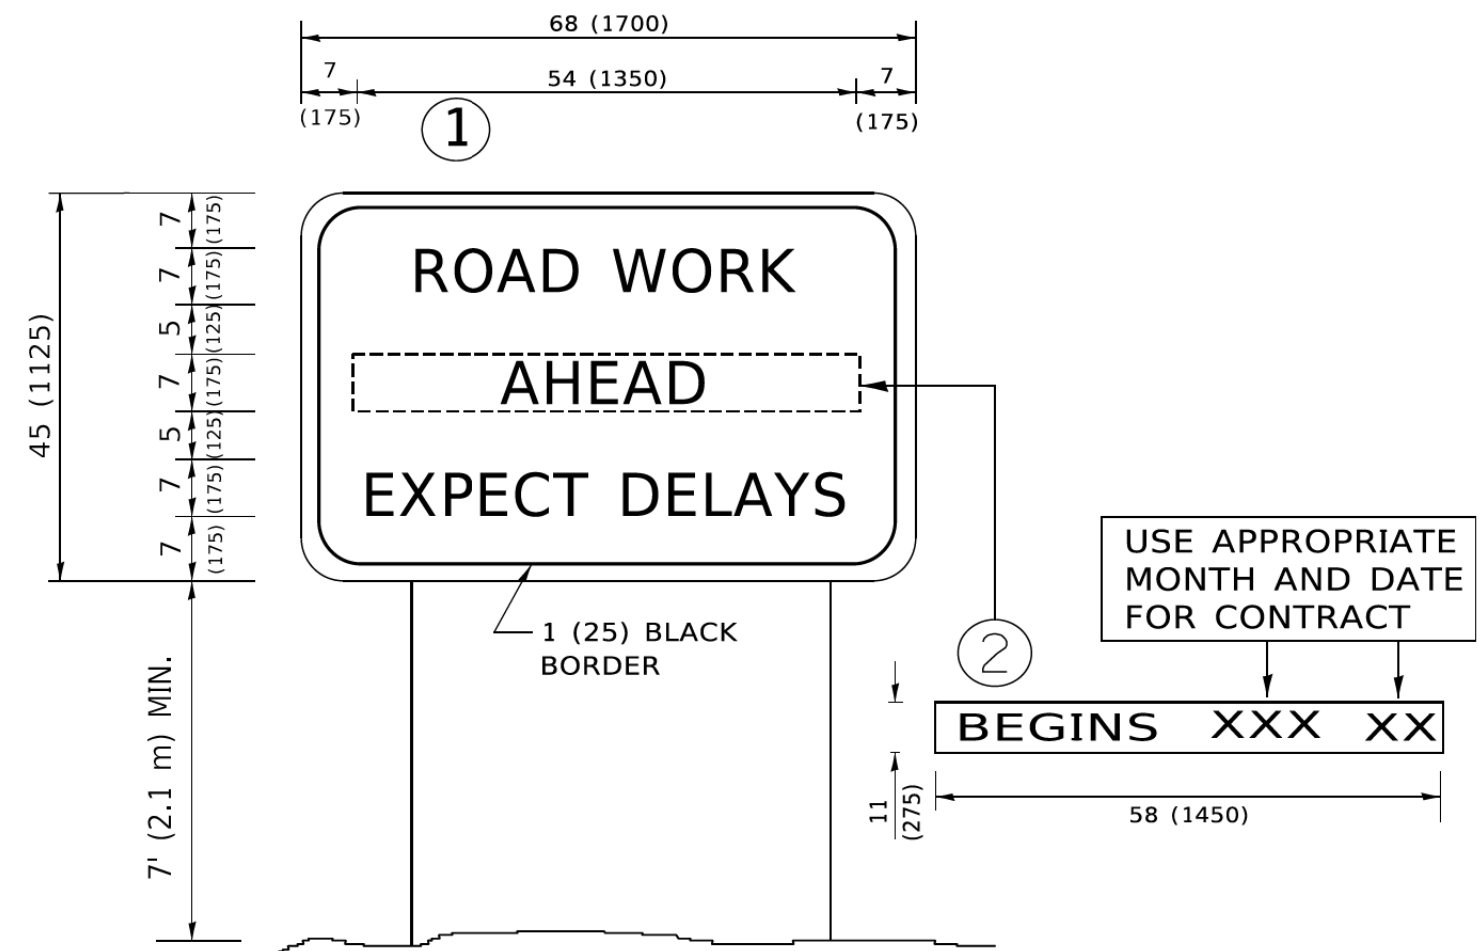 68 (1700)
7
54 (1350)
7
(175)
(175)
1
45 (1125)
7 (175)
7 (175)
5 (125)
7 (175)
5 (125)
7 (175)
7 (175)
ROAD WORK
AHEAD
EXPECT DELAYS
1 (25) BLACK
BORDER
7' (2.1 m) MIN.
2
USE APPROPRIATE
MONTH AND DATE
FOR CONTRACT
BEGINS XXX XX
11
(275)
58 (1450)